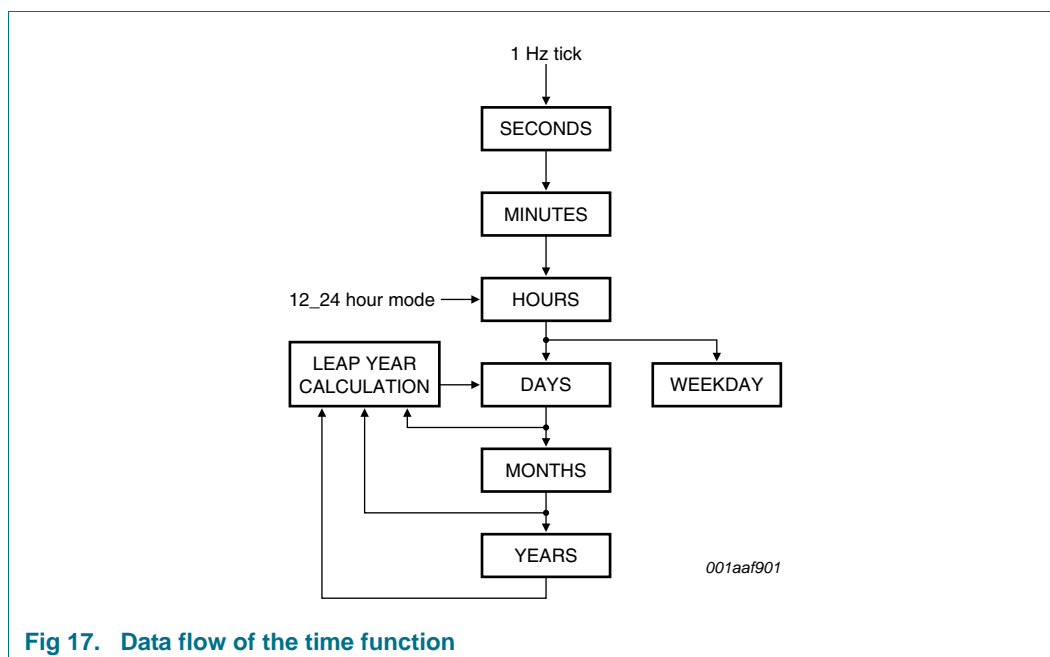 1 Hz tick
SECONDS
MINUTES
12_24 hour mode
HOURS
LEAP YEAR
CALCULATION
DAYS
WEEKDAY
MONTHS
YEARS
001aaf901
Fig 17. Data flow of the time function